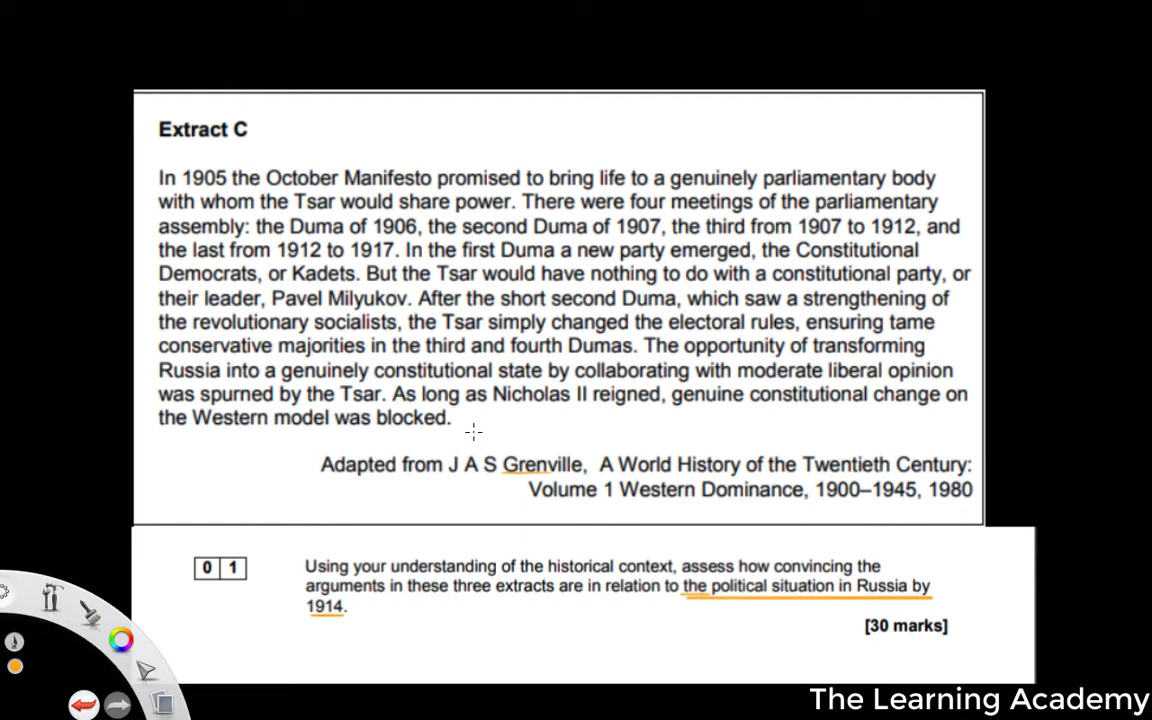 Extract C
In 1905 the October Manifesto promised to bring life to a genuinely parliamentary body
with whom the Tsar would share power. There were four meetings of the parliamentary
assembly: the Duma of 1906, the second Duma of 1907, the third from 1907 to 1912, and
the last from 1912 to 1917. In the first Duma a new party emerged, the Constitutional
Democrats, or Kadets. But the Tsar would have nothing to do with a constitutional party, or
their leader, Pavel Milyukov. After the short second Duma, which saw a strengthening of
the revolutionary socialists, the Tsar simply changed the electoral rules, ensuring tame
conservative majorities in the third and fourth Dumas. The opportunity of transforming
Russia into a genuinely constitutional state by collaborating with moderate liberal opinion
was spurned by the Tsar. As long as Nicholas II reigned, genuine constitutional change on
the Western model was blocked.
Adapted from J A S Grenville, A World History of the Twentieth Century:
Volume 1 Western Dominance, 1900–1945, 1980
0 1 Using your understanding of the historical context, assess how convincing the
arguments in these three extracts are in relation to the political situation in Russia by
1914.
[30 marks]
The Learning Academy